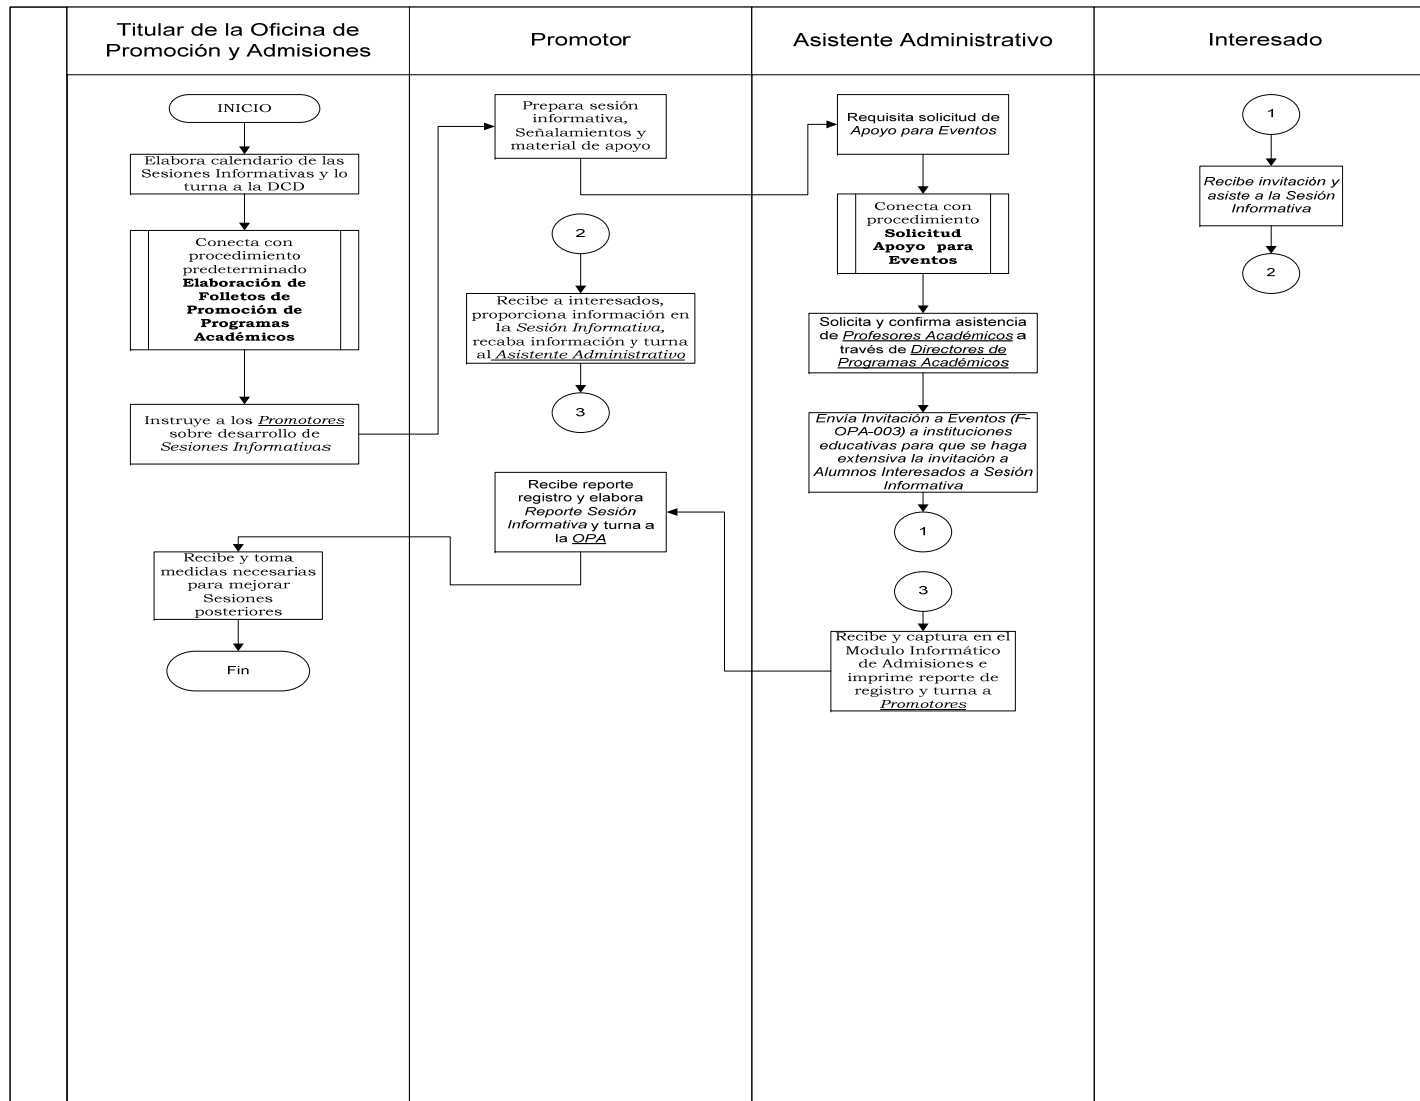 Titular de la Oficina de
Promoción y Admisiones
Promotor
Asistente Administrativo
Interesado
INICIO
Elabora calendario de las
Sesiones Informativas y lo
turna a la DCD
Conecta con
procedimiento
predeterminado
Elaboración de
Folletos de
Promoción de
Programas
Académicos
Instruye a los Promotores
sobre desarrollo de
Sesiones Informativas
Recibe y toma
medidas necesarias
para mejorar
Sesiones
posteriores
Fin
Prepara sesión
informativa,
Señalamientos y
material de apoyo
2
Recibe a interesados,
proporciona información en
la Sesión Informativa,
recaba información y turna
al Asistente Administrativo
3
Recibe reporte
registro y elabora
Reporte Sesión
Informativa y turna a
la OPA
Requisita solicitud de
Apoyo para Eventos
Conecta con
procedimiento
Solicitud
Apoyo para
Eventos
Solicita y confirma asistencia
de Profesores Académicos a
través de Directores de
Programas Académicos
Envía Invitación a Eventos (F-
OPA-003) a instituciones
educativas para que se haga
extensiva la invitación a
Alumnos Interesados a Sesión
Informativa
1
3
Recibe y captura en el
Modulo Informático
de Admisiones e
imprime reporte de
registro y turna a
Promotores
1
Recibe invitación y
asiste a la Sesión
Informativa
2